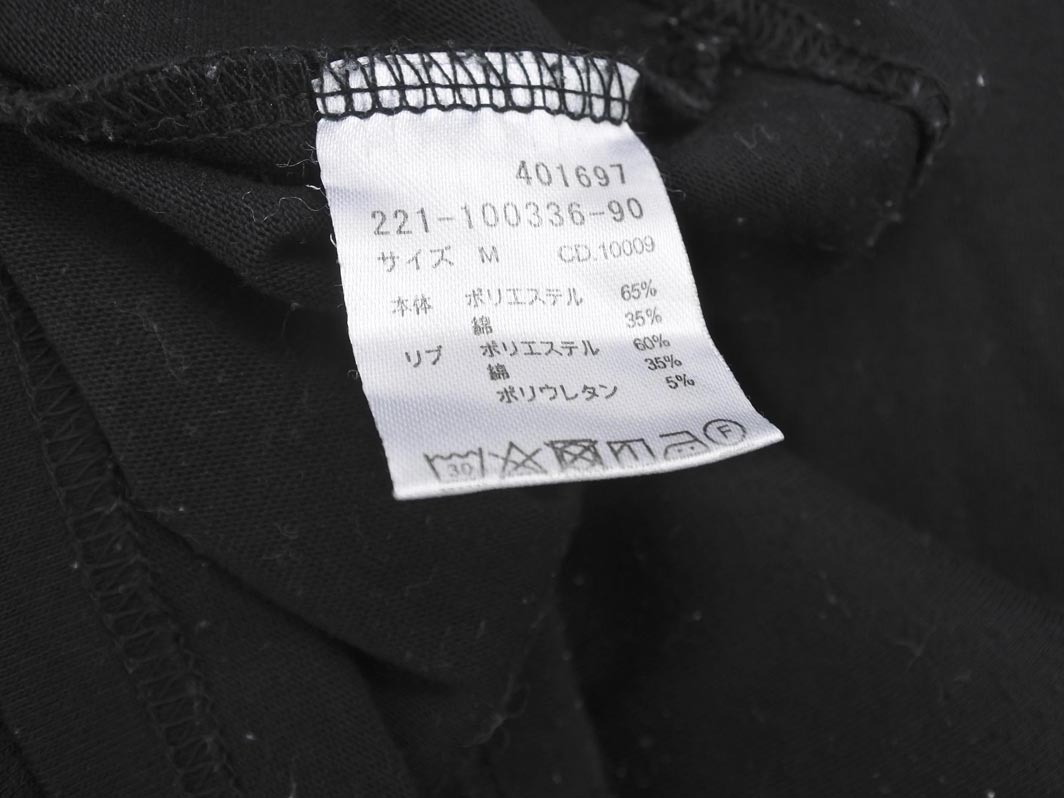 401697
221-100336-90
サイズ M CD.10009
本体 ポリエステル 65%
綿 35%
リブ ポリエステル 60%
綿 35%
ポリウレタン 5%
30 F